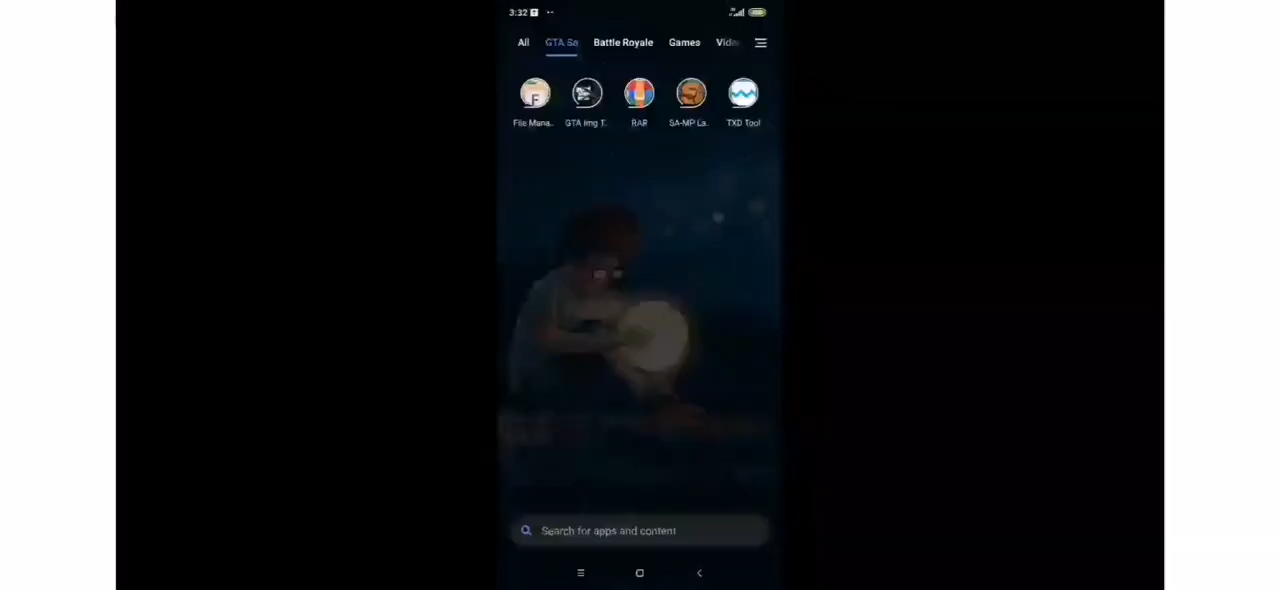 3:32
All GTA Sa Battle Royale Games Vide
File Mana.. GTA Img T. RAR SA-MP La.. TXD Tool
Search for apps and content